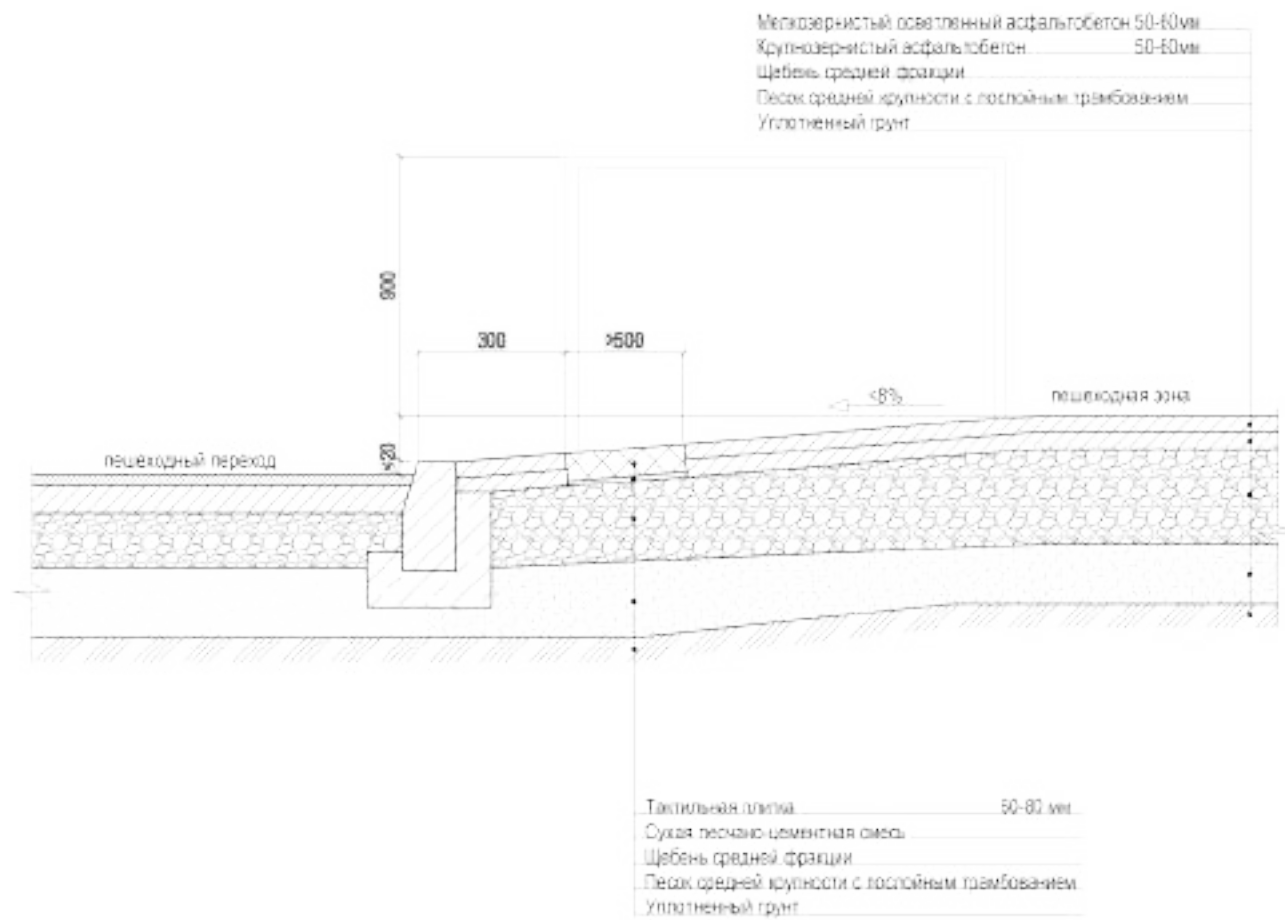 Мелкозернистый осветленный асфальтобетон 50-60мм
Крупнозернистый асфальтобетон 50-60мм
Щебень средней фракции
Песок средней крупности с послойным трамбованием
Уплотненный грунт
900
300
>500
<8%
пешеходная зона
<20
пешеходный переход
Тактильная плитка 60-80 мм
Сухая песчано-цементная смесь
Щебень средней фракции
Песок средней крупности с послойным трамбованием
Уплотненный грунт